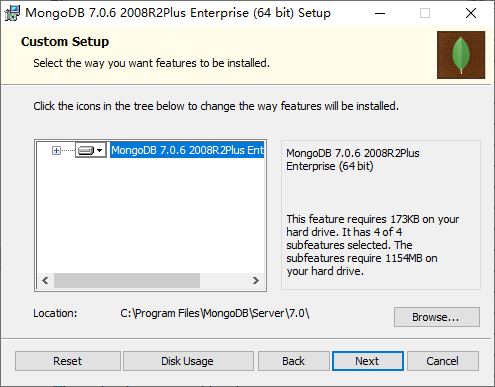 MongoDB 7.0.6 2008R2Plus Enterprise (64 bit) Setup
Custom Setup
Select the way you want features to be installed.
Click the icons in the tree below to change the way features will be installed.
MongoDB 7.0.6 2008R2Plus Ent
MongoDB 7.0.6 2008R2Plus
Enterprise (64 bit)
This feature requires 173KB on your
hard drive. It has 4 of 4
subfeatures selected. The
subfeatures require 1154MB on
your hard drive.
Location: C:\Program Files\MongoDB\Server\7.0\
Browse...
Reset Disk Usage Back Next Cancel